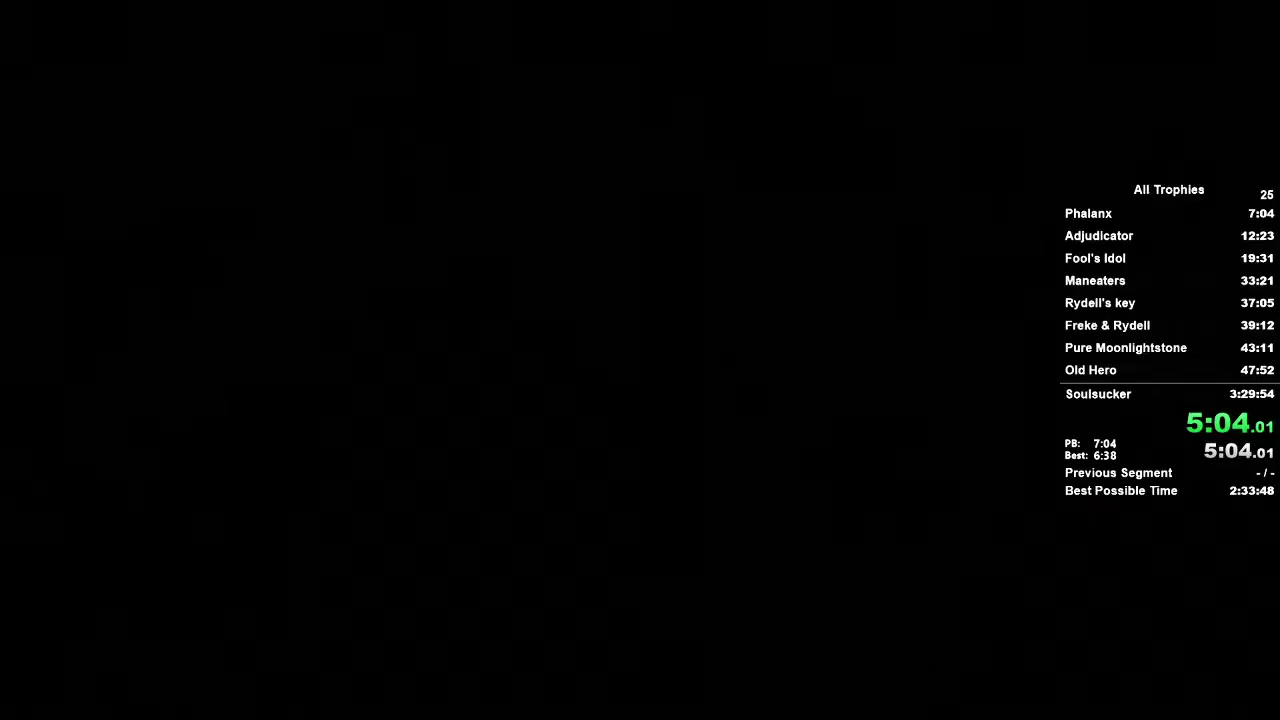 All Trophies 25
Phalanx 7:04
Adjudicator 12:23
Fool's Idol 19:31
Maneaters 33:21
Rydell's key 37:05
Freke & Rydell 39:12
Pure Moonlightstone 43:11
Old Hero 47:52
Soulsucker 3:29:54
5:04.01
PB: 7:04
Best: 6:38
5:04.01
Previous Segment - / -
Best Possible Time 2:33:48